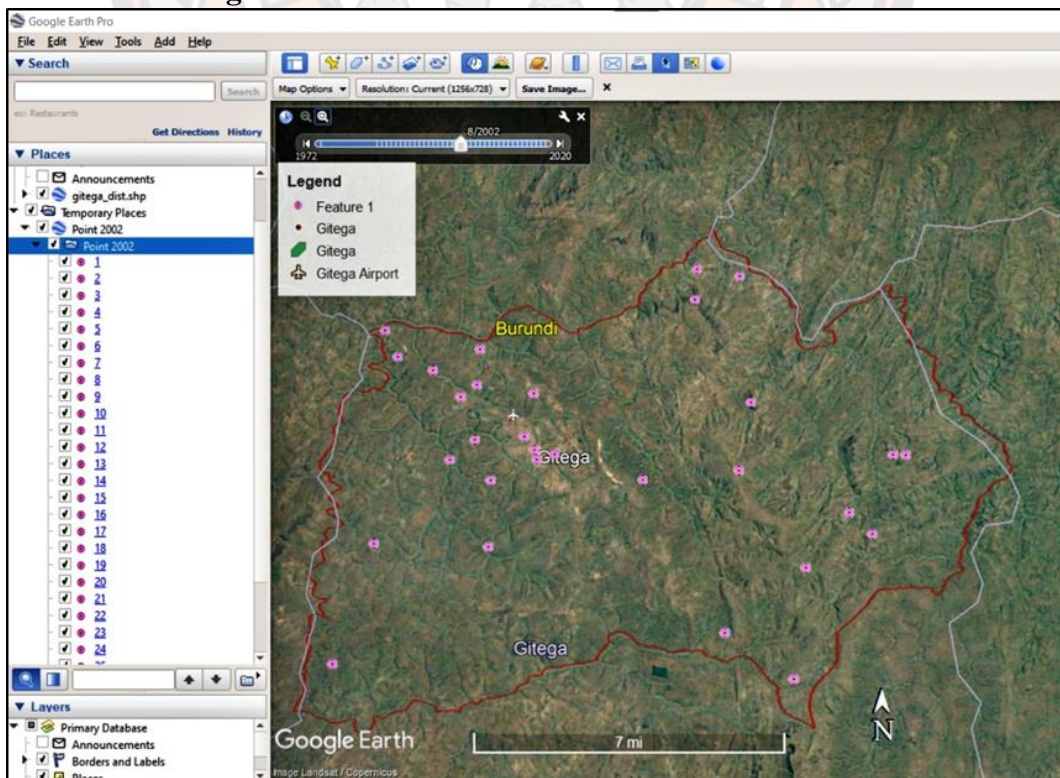 Google Earth Pro
File Edit View Tools Add Help
▼ Search
Search
ex: Restaurants
Get Directions History
▼ Places
Announcements
gitega_dist.shp
Temporary Places
Point 2002
Point 2002
1
2
3
4
5
6
7
8
9
10
11
12
13
14
15
16
17
18
19
20
21
22
23
24
▼ Layers
Primary Database
Announcements
Borders and Labels
Places
Map Options
Resolution: Current (1256x728)
Save Image...
8/2002
1972
2020
Legend
Feature 1
Gitega
Gitega
Gitega Airport
Burundi
Gitega
Gitega
N
Google Earth
7 mi
Image Landsat / Copernicus